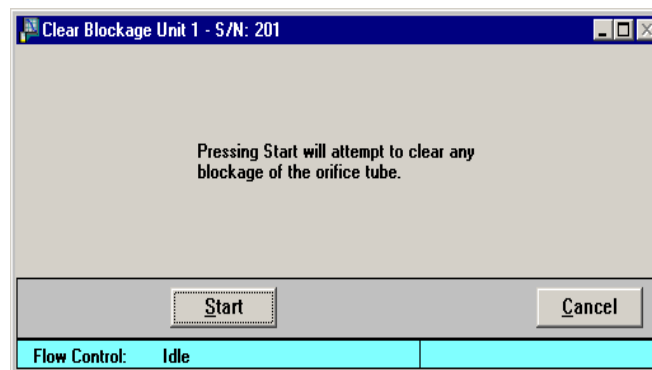 Clear Blockage Unit 1 - S/N: 201
Pressing Start will attempt to clear any
blockage of the orifice tube.
Start
Cancel
Flow Control: Idle